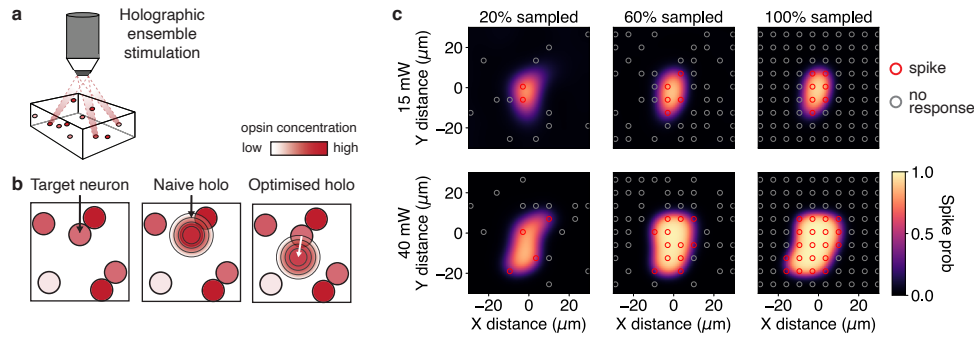 a
Holographic
ensemble
stimulation
opsin concentration
low
high
b
Target neuron
Naive holo
Optimised holo
c
20% sampled
60% sampled
100% sampled
15 mW
Y distance (μm)
20
0
−20
spike
no
response
40 mW
Y distance (μm)
20
0
−20
−20
0
20
X distance (μm)
−20
0
20
X distance (μm)
−20
0
20
X distance (μm)
1.0
0.5
0.0
Spike prob